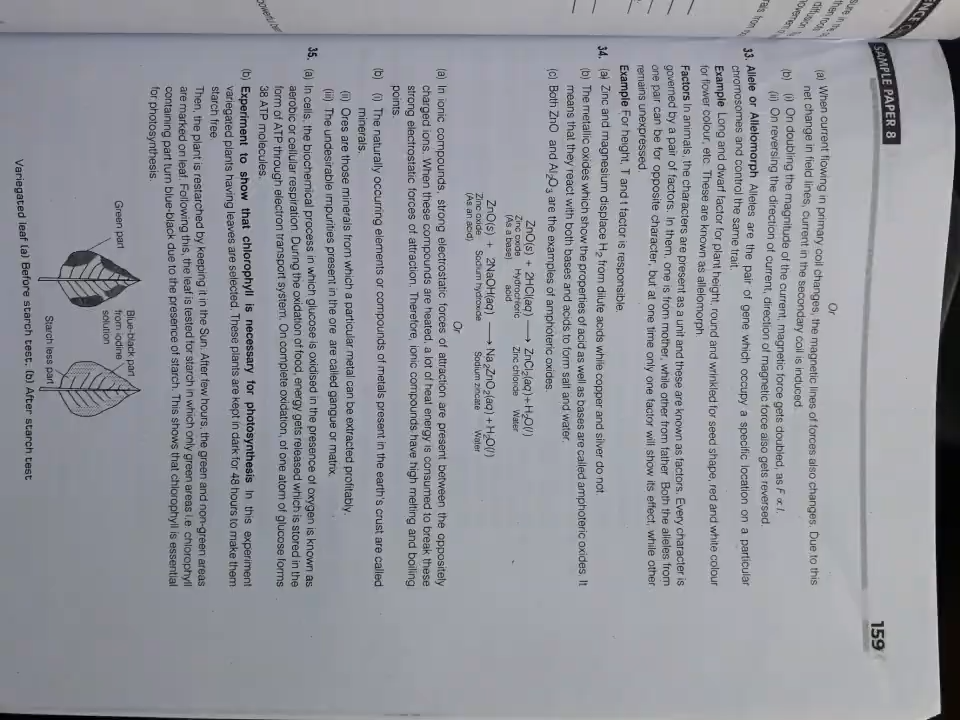 SAMPLE PAPER 8
159
Or
(a) When current flowing in primary coil changes, the magnetic lines of forces also changes. Due to this
net change in field lines, current in the secondary coil is induced.
(b) (i) On doubling the magnitude of the current, magnetic force gets doubled, as F ∝ I.
(ii) On reversing the direction of current, direction of magnetic force also gets reversed.
33. Allele or Allelomorph Alleles are the pair of gene which occupy a specific location on a particular
chromosomes and control the same trait.
Example Long and dwarf factor for plant height; round and wrinkled for seed shape, red and white colour
for flower colour, etc. These are known as allelomorph.
Factors In animals, the characters are present as a unit and these are known as factors. Every character is
governed by a pair of factors. In them, one is from mother, while other from father. Both the alleles from
one pair can be for opposite character, but at one time only one factor will show its effect, while other
remains unexpressed.
Example For height, T and t factor is responsible.
34. (a) Zinc and magnesium displace H₂ from dilute acids while copper and silver do not.
(b) The metallic oxides which show the properties of acid as well as bases are called amphoteric oxides. It
means that they react with both bases and acids to form salt and water.
ZnO(s) + 2HCl(aq) ⟶ ZnCl₂(aq)+H₂O(l)
Zinc oxide Hydrochloric Zinc chloride Water
(As a base) acid
ZnO(s) + 2NaOH(aq) ⟶ Na₂ZnO₂(aq)+H₂O(l)
Zinc oxide Sodium hydroxide Sodium zincate Water
(As an acid)
(c) Both ZnO and Al₂O₃ are the examples of amphoteric oxides.
Or
(a) In ionic compounds, strong electrostatic forces of attraction are present between the oppositely
charged ions. When these compounds are heated, a lot of heat energy is consumed to break these
strong electrostatic forces of attraction. Therefore, ionic compounds have high melting and boiling
points.
(b) (i) The naturally occurring elements or compounds of metals present in the earth's crust are called
minerals.
(ii) Ores are those minerals from which a particular metal can be extracted profitably.
(iii) The undesirable impurities present in the ore are called gangue or matrix.
35. (a) In cells, the biochemical process in which glucose is oxidised in the presence of oxygen is known as
aerobic or cellular respiration. During the oxidation of food, energy gets released which is stored in the
form of ATP through electron transport system. On complete oxidation, of one atom of glucose forms
38 ATP molecules.
(b) Experiment to show that chlorophyll is necessary for photosynthesis In this experiment
variegated plants having leaves are selected. These plants are kept in dark for 48 hours to make them
starch free.
Then, the plant is restarched by keeping it in the Sun. After few hours, the green and non-green areas
are marked on leaf. Following this, the leaf is tested for starch in which only green areas i.e. chlorophyll
containing part turn blue-black due to the presence of starch. This shows that chlorophyll is essential
for photosynthesis.
Green part
Blue-black part
from iodine
solution
Starch less part
Variegated leaf (a) Before starch test, (b) After starch test